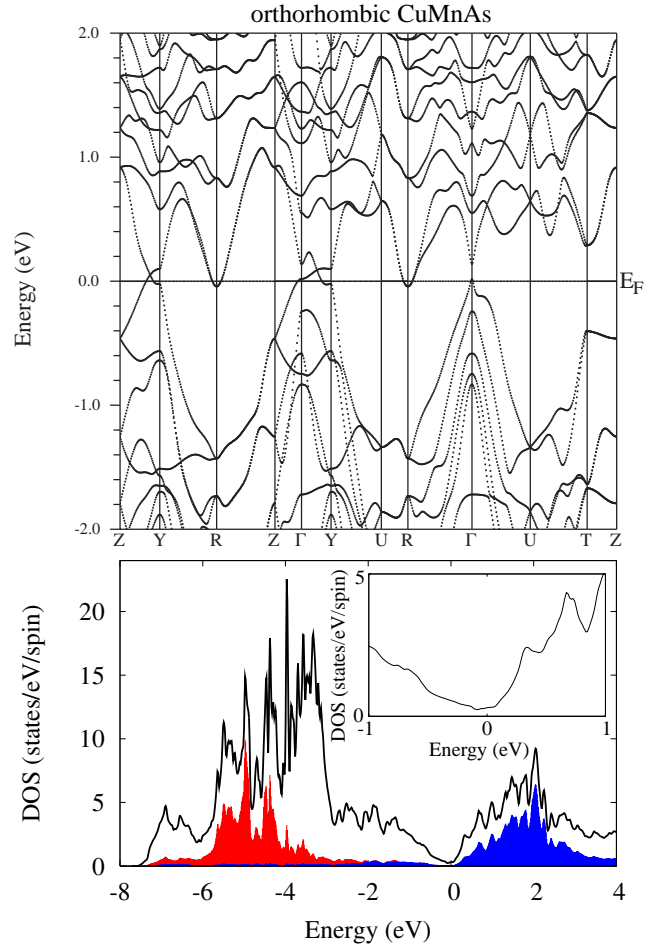 orthorhombic CuMnAs
2.0
1.0
0.0
-1.0
-2.0
Energy (eV)
E_F
Z Y R Z Γ Y U R Γ U T Z
20
15
10
5
0
DOS (states/eV/spin)
-8 -6 -4 -2 0 2 4
Energy (eV)
5
0
DOS (states/eV/spin)
-1 0 1
Energy (eV)